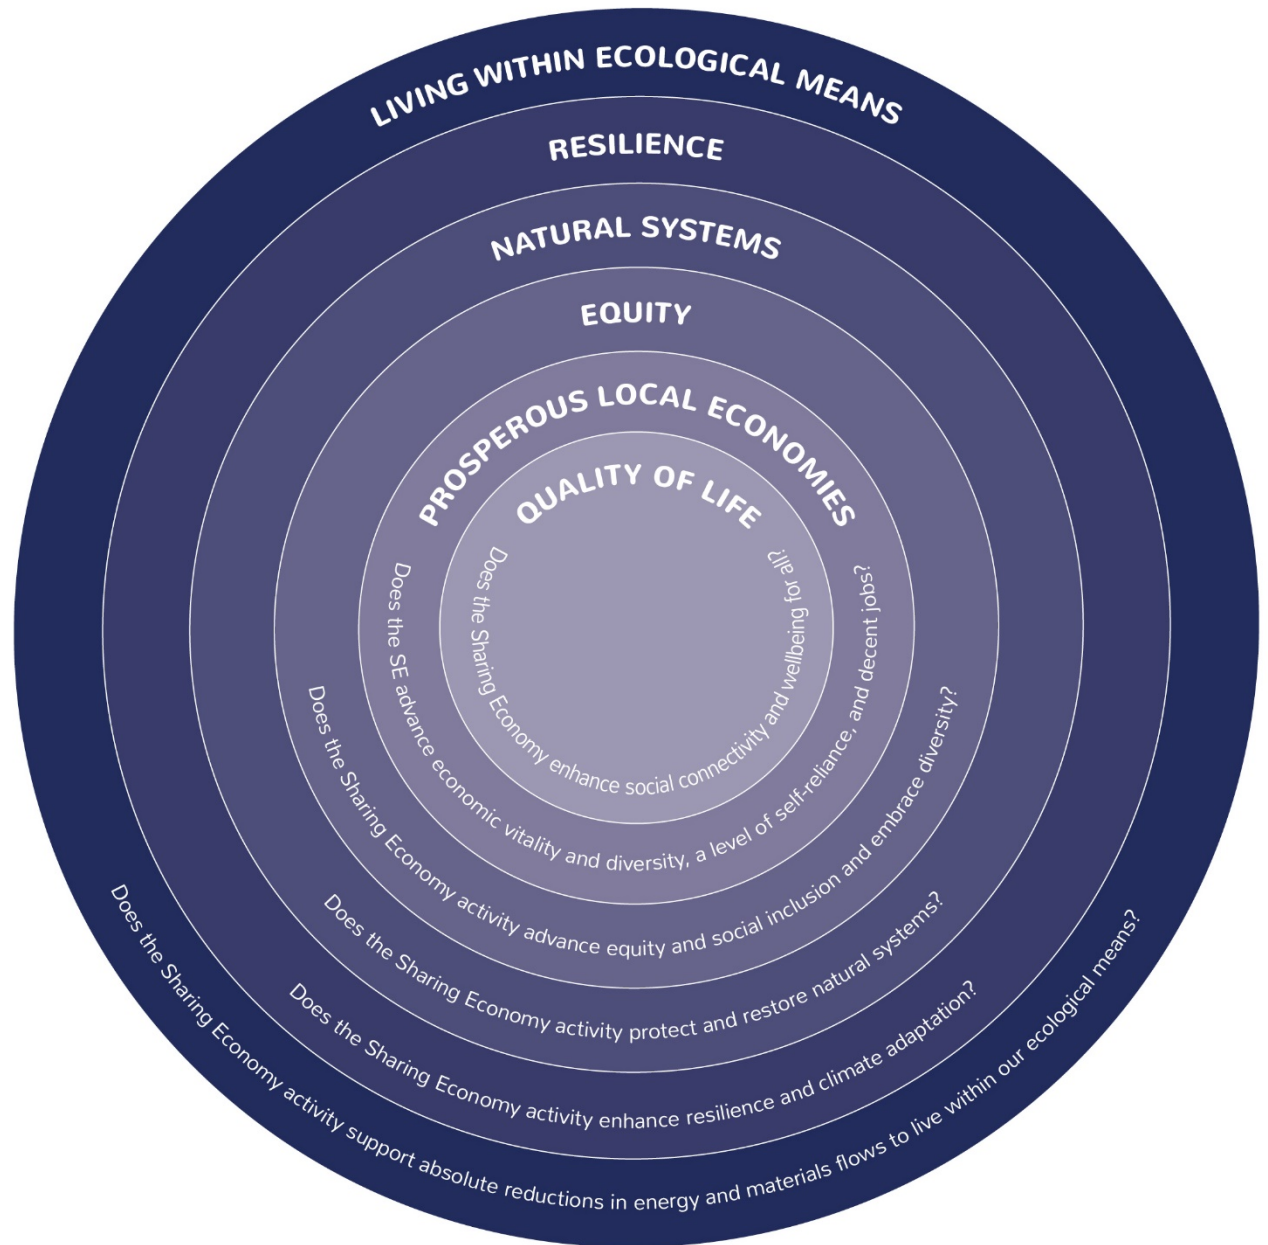 LIVING WITHIN ECOLOGICAL MEANS
RESILIENCE
NATURAL SYSTEMS
EQUITY
PROSPEROUS LOCAL ECONOMIES
QUALITY OF LIFE
Does the Sharing Economy enhance social connectivity and wellbeing for all?
Does the SE advance economic vitality and diversity, a level of self-reliance, and decent jobs?
Does the Sharing Economy activity advance equity and social inclusion and embrace diversity?
Does the Sharing Economy activity protect and restore natural systems?
Does the Sharing Economy activity enhance resilience and climate adaptation?
Does the Sharing Economy activity support absolute reductions in energy and materials flows to live within our ecological means?